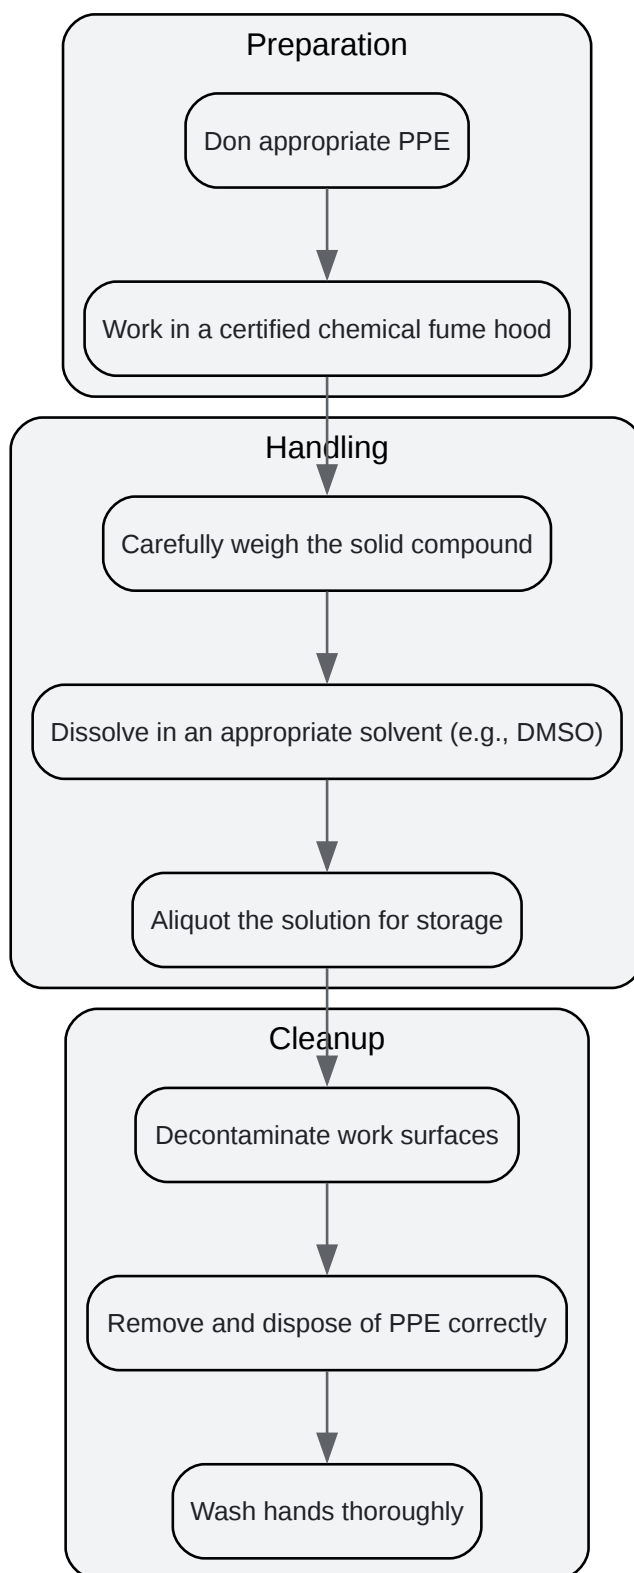 Preparation
Don appropriate PPE
Work in a certified chemical fume hood
Handling
Carefully weigh the solid compound
Dissolve in an appropriate solvent (e.g., DMSO)
Aliquot the solution for storage
Cleanup
Decontaminate work surfaces
Remove and dispose of PPE correctly
Wash hands thoroughly